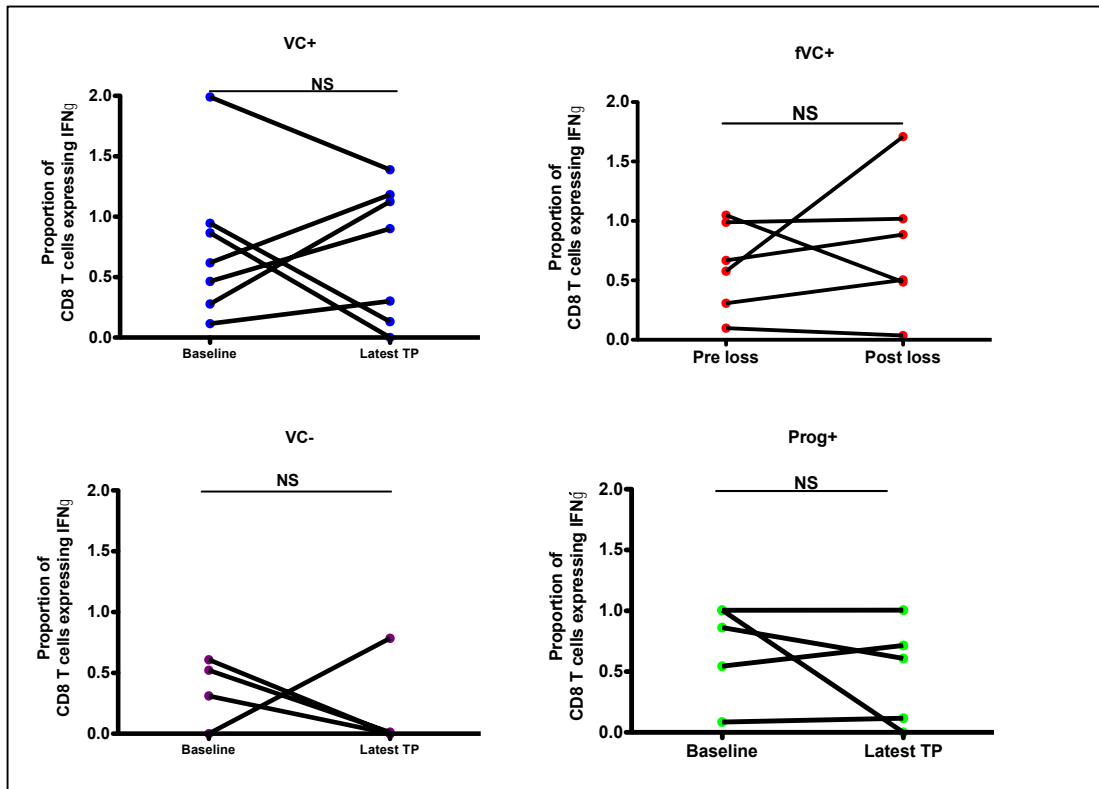 VC+
NS
Proportion of
CD8 T cells expressing IFNg
2.0
1.5
1.0
0.5
0.0
Baseline Latest TP
fVC+
NS
Proportion of
CD8 T cells expressing IFNg
2.0
1.5
1.0
0.5
0.0
Pre loss Post loss
VC-
NS
Proportion of
CD8 T cells expressing IFNg
2.0
1.5
1.0
0.5
0.0
Baseline Latest TP
Prog+
NS
Proportion of
CD8 T cells expressing IFNg
2.0
1.5
1.0
0.5
0.0
Baseline Latest TP